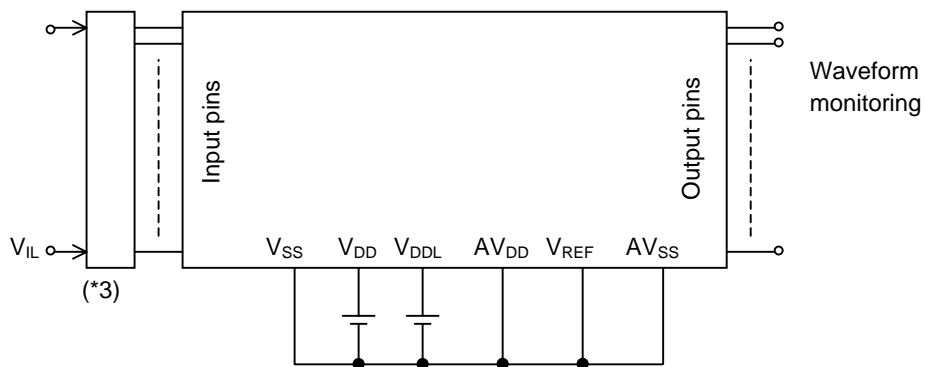 Waveform
monitoring
Input pins
Output pins
VIL
VSS VDD VDDL AVDD VREF AVSS
(*3)